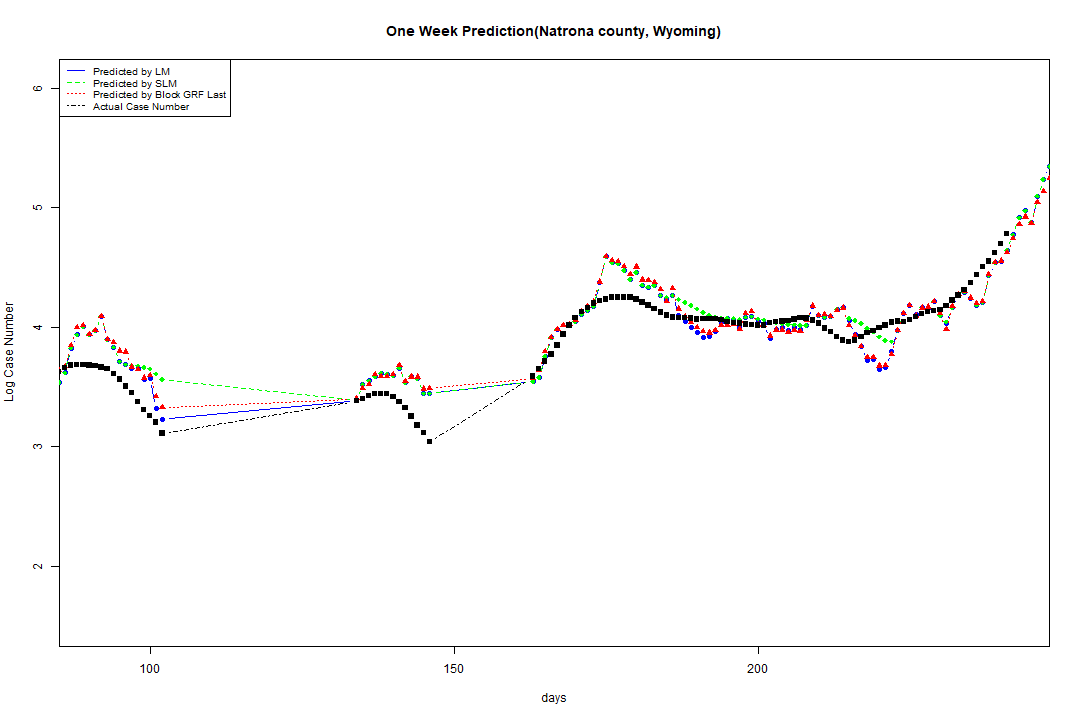 One Week Prediction(Natrona county, Wyoming)
Predicted by LM
Predicted by SLM
Predicted by Block GRF Last
Actual Case Number
6
5
4
3
2
Log Case Number
100 150 200
days